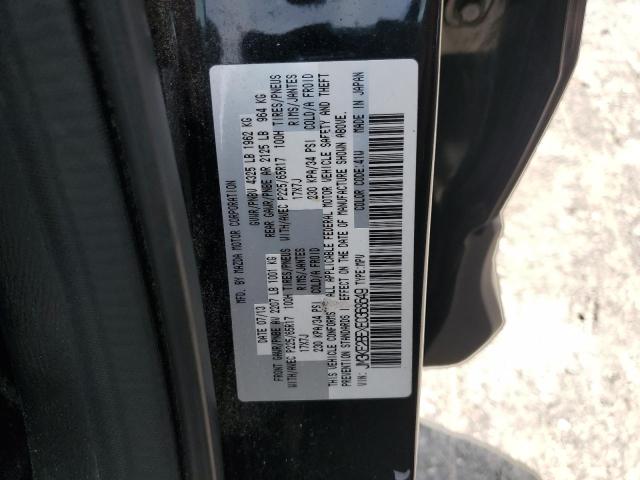 MFD. BY MAZDA MOTOR CORPORATION
DATE 07/13 GVWR/PNBV 4325 LB 1962 KG
FRONT GAWR/PNBE AV 2207 LB 1001 KG REAR GAWR/PNBE AR 2125 LB 964 KG
WITH/AVEC P225/65R17 100H TIRES/PNEUS WITH/AVEC P225/65R17 100H TIRES/PNEUS
17X7J RIMS/JANTES 17X7J RIMS/JANTES
230 KPA/34 PSI COLD/A FROID 230 KPA/34 PSI COLD/A FROID
THIS VEHICLE CONFORMS TO ALL APPLICABLE FEDERAL MOTOR VEHICLE SAFETY AND THEFT
PREVENTION STANDARDS IN EFFECT ON THE DATE OF MANUFACTURE SHOWN ABOVE.
VIN: JM3KE2BEXE0368649 TYPE:MPV COLOR CODE:41W MADE IN JAPAN